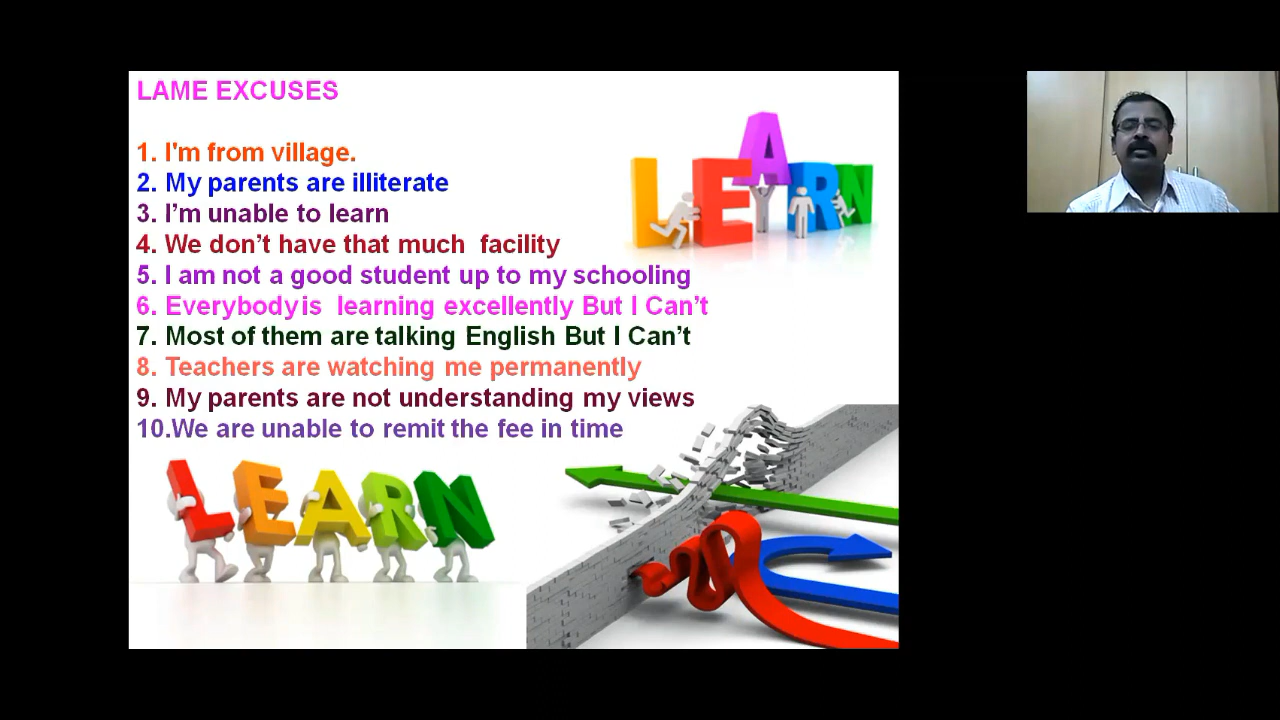 LAME EXCUSES
1. I'm from village.
2. My parents are illiterate
3. I'm unable to learn
4. We don't have that much facility
5. I am not a good student up to my schooling
6. Everybody is learning excellently But I Can't
7. Most of them are talking English But I Can't
8. Teachers are watching me permanently
9. My parents are not understanding my views
10.We are unable to remit the fee in time
LEARN
LEARN